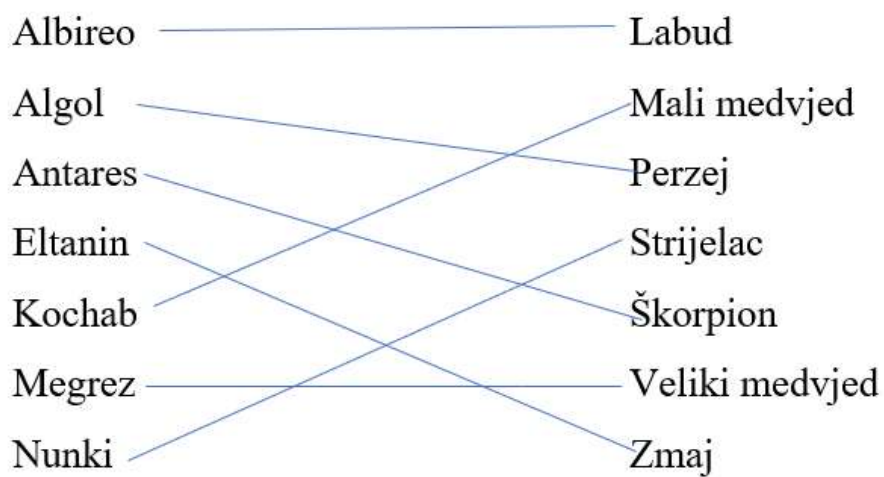 Albireo Labud
Algol Mali medvjed
Antares Perzej
Eltanin Strijelac
Kochab Škorpion
Megrez Veliki medvjed
Nunki Zmaj